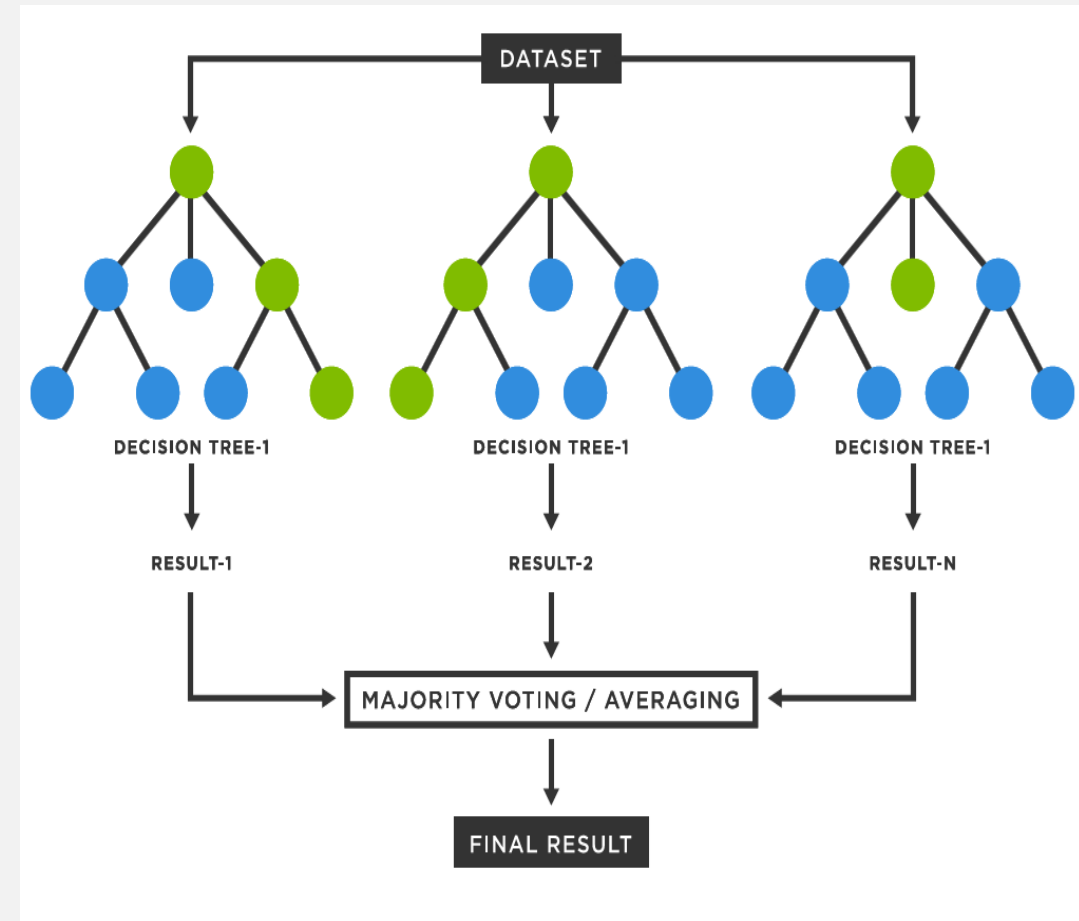 DATASET
DECISION TREE-1
DECISION TREE-1
DECISION TREE-1
RESULT-1
RESULT-2
RESULT-N
MAJORITY VOTING / AVERAGING
FINAL RESULT